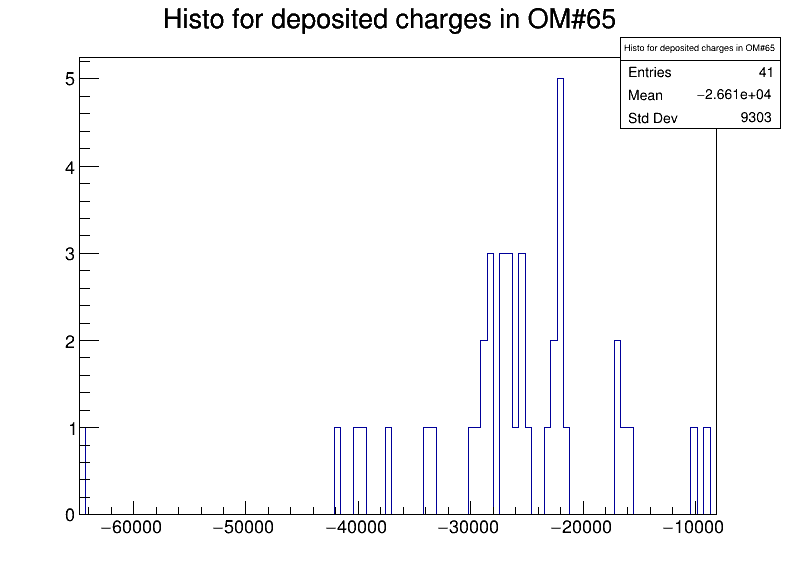 Histo for deposited charges in OM#65
Histo for deposited charges in OM#65
Entries 41
Mean −2.661e+04
Std Dev 9303
5
4
3
2
1
0
−60000 −50000 −40000 −30000 −20000 −10000